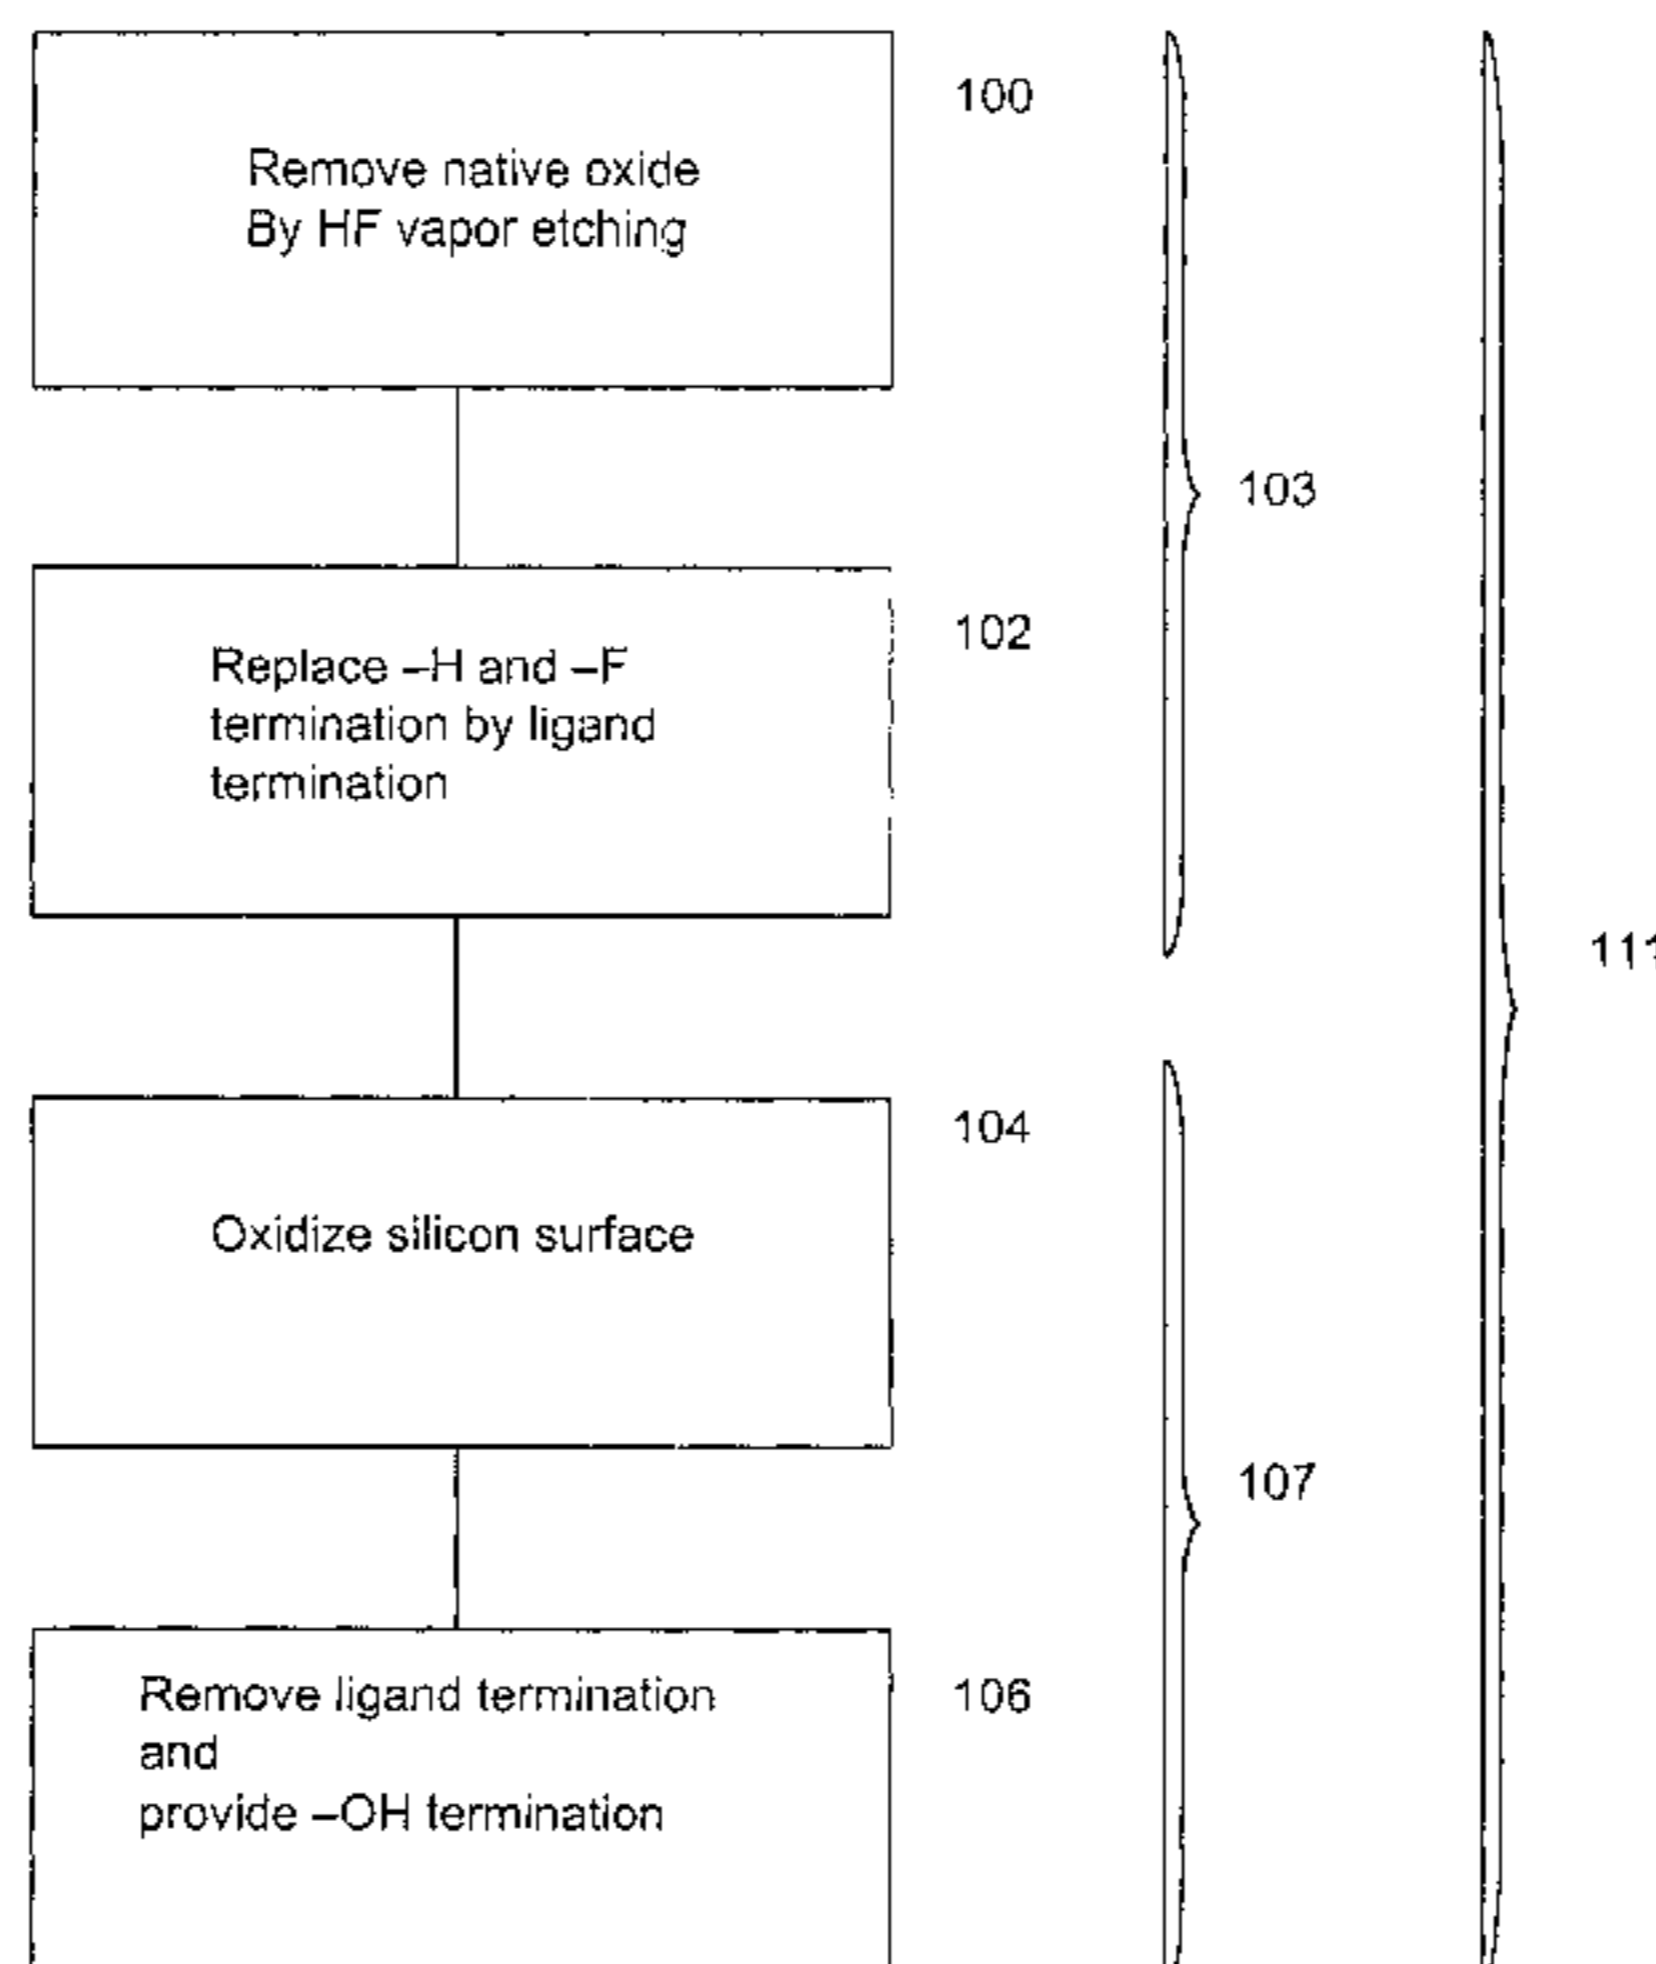 100
Remove native oxide
By HF vapor etching
103
102
Replace –H and –F
termination by ligand
termination
111
104
Oxidize silicon surface
107
106
Remove ligand termination
and
provide –OH termination